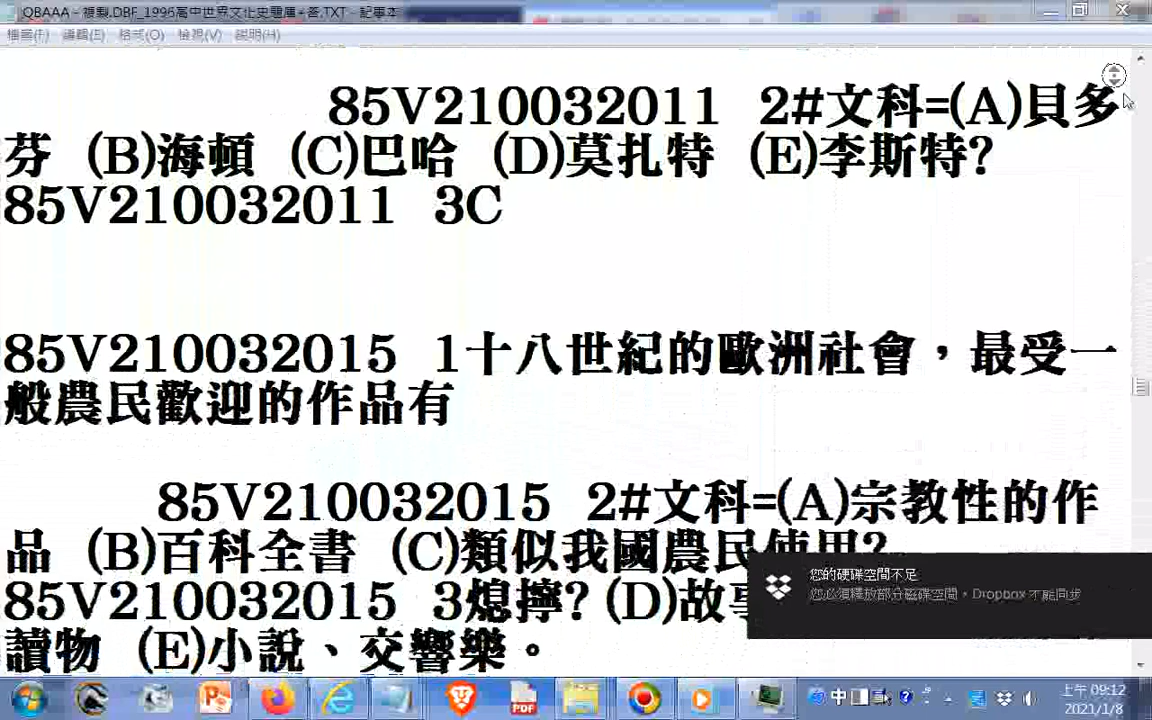 QBAAA - 複製.DBF_1996高中世界文化史題庫+答.TXT - 記事本
檔案(F) 編輯(E) 格式(O) 檢視(V) 說明(H)
85V210032011 2#文科=(A)貝多
芬 (B)海頓 (C)巴哈 (D)莫扎特 (E)李斯特?
85V210032011 3C
85V210032015 1十八世紀的歐洲社會，最受一
般農民歡迎的作品有
85V210032015 2#文科=(A)宗教性的作
品 (B)百科全書 (C)類似我國農民使用?
85V210032015 3熄擰? (D)故事
讀物 (E)小說、交響樂。
您的硬碟空間不足
您必須釋放部分磁碟空間，Dropbox 不能同步
中
PDF
上午 09:12
2021/1/8